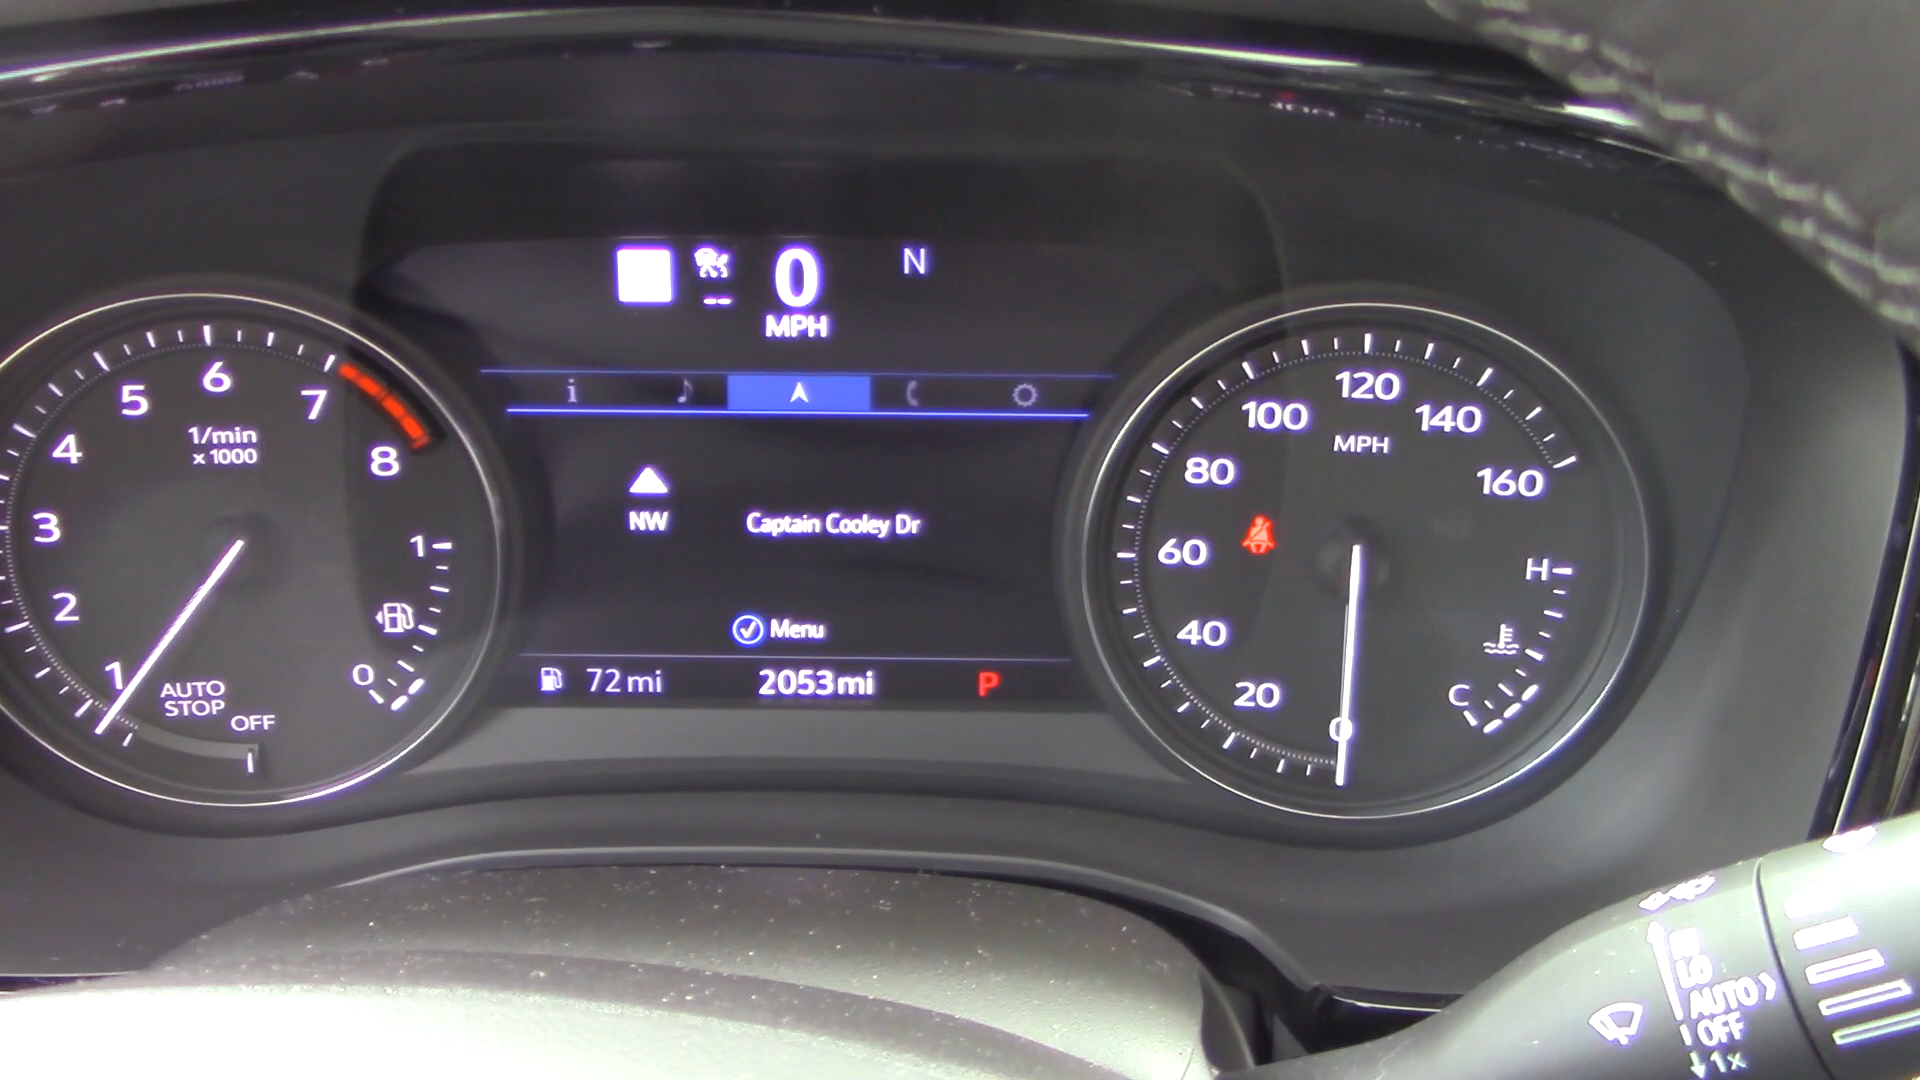 0
MPH
N
NW
Captain Cooley Dr
Menu
72 mi
2053mi
P
1
2
3
4
5
6
7
8
1/min
x 1000
AUTO
STOP
OFF
1
0
0
20
40
60
80
100
120
140
160
MPH
H
C
LO
AUTO
OFF
1x